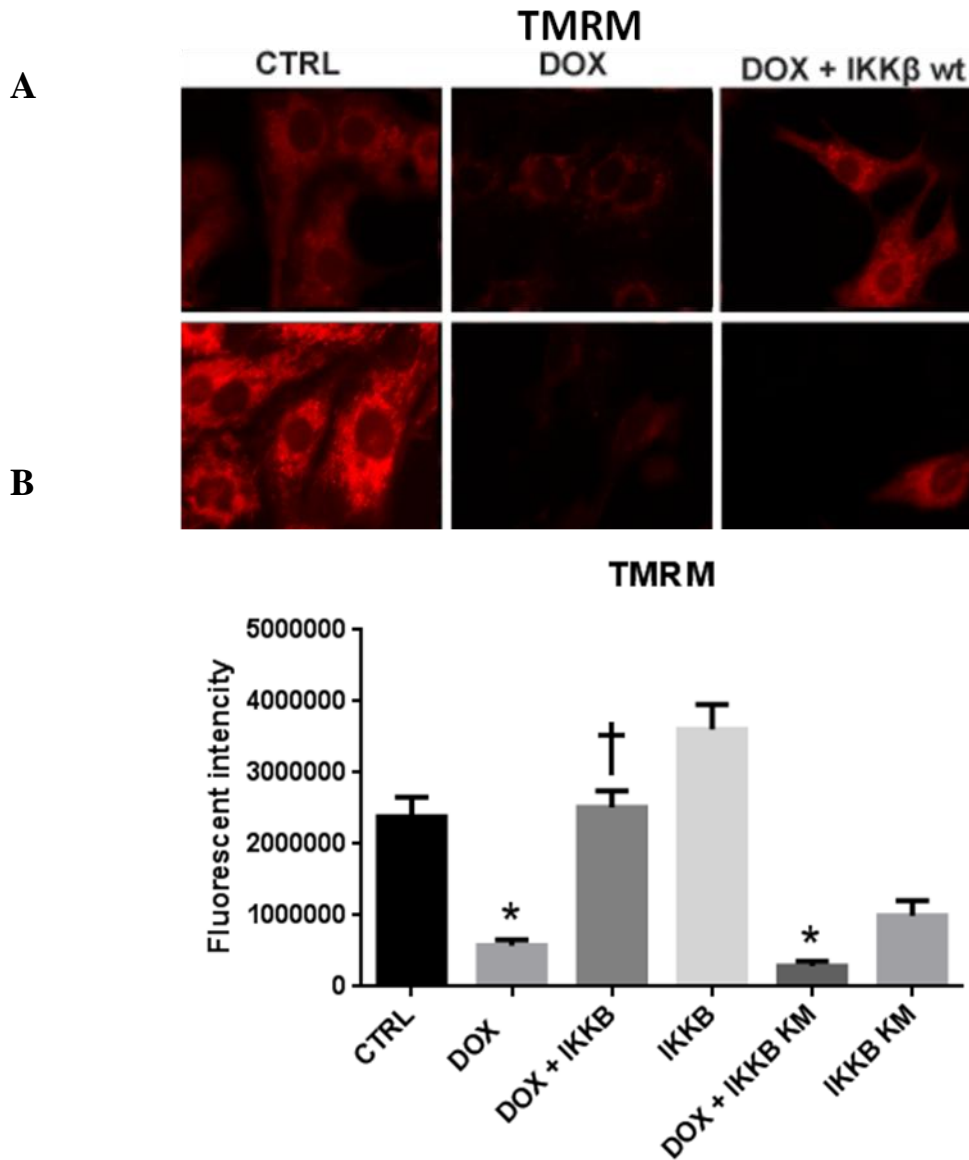 TMRM
CTRL DOX DOX + IKKβ wt
A
B
TMRM
5000000
4000000
3000000
2000000
1000000
0
Fluorescent intencity
*
†
*
CTRL
DOX
DOX + IKKB
IKKB
DOX + IKKB KM
IKKB KM